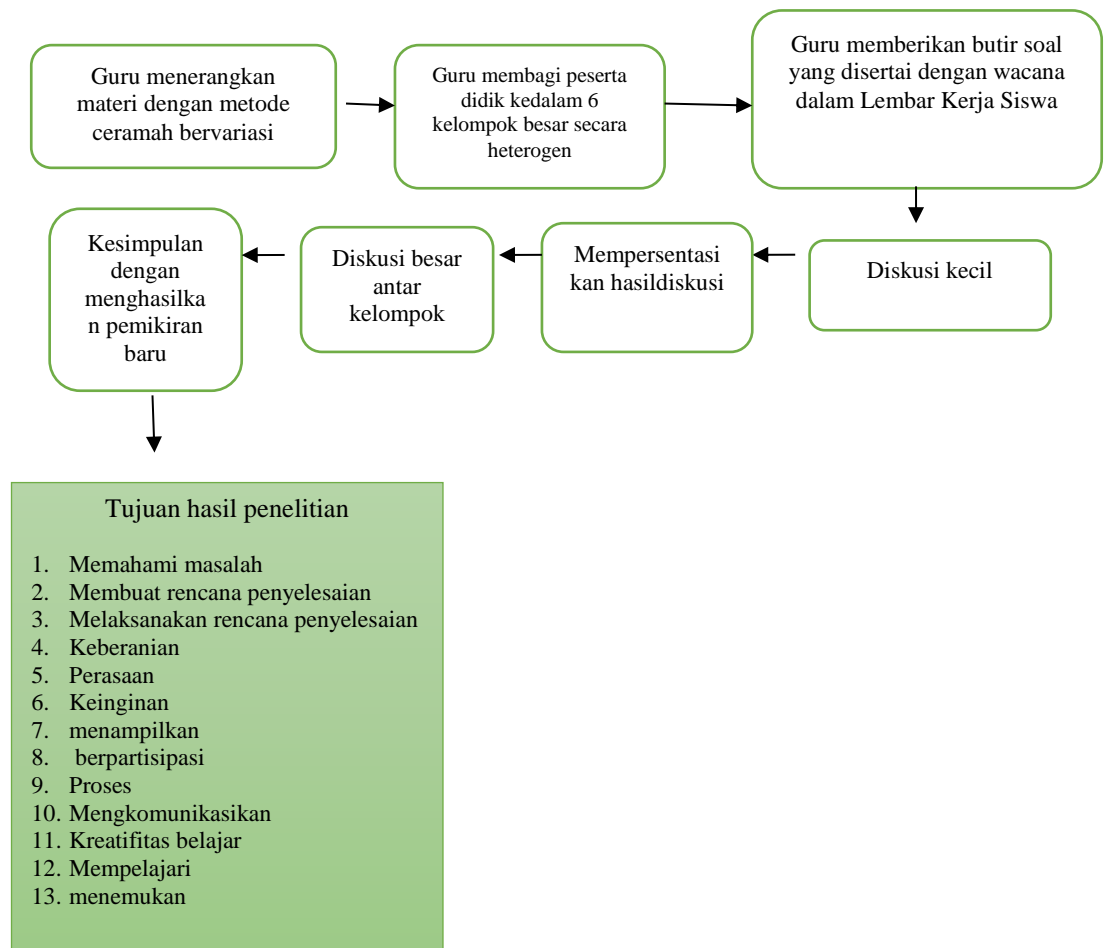 Guru menerangkan
materi dengan metode
ceramah bervariasi
Guru membagi peserta
didik kedalam 6
kelompok besar secara
heterogen
Guru memberikan butir soal
yang disertai dengan wacana
dalam Lembar Kerja Siswa
Diskusi kecil
Mempersentasi
kan hasildiskusi
Diskusi besar
antar
kelompok
Kesimpulan
dengan
menghasilka
n pemikiran
baru
Tujuan hasil penelitian
1. Memahami masalah
2. Membuat rencana penyelesaian
3. Melaksanakan rencana penyelesaian
4. Keberanian
5. Perasaan
6. Keinginan
7. menampilkan
8. berpartisipasi
9. Proses
10. Mengkomunikasikan
11. Kreatifitas belajar
12. Mempelajari
13. menemukan